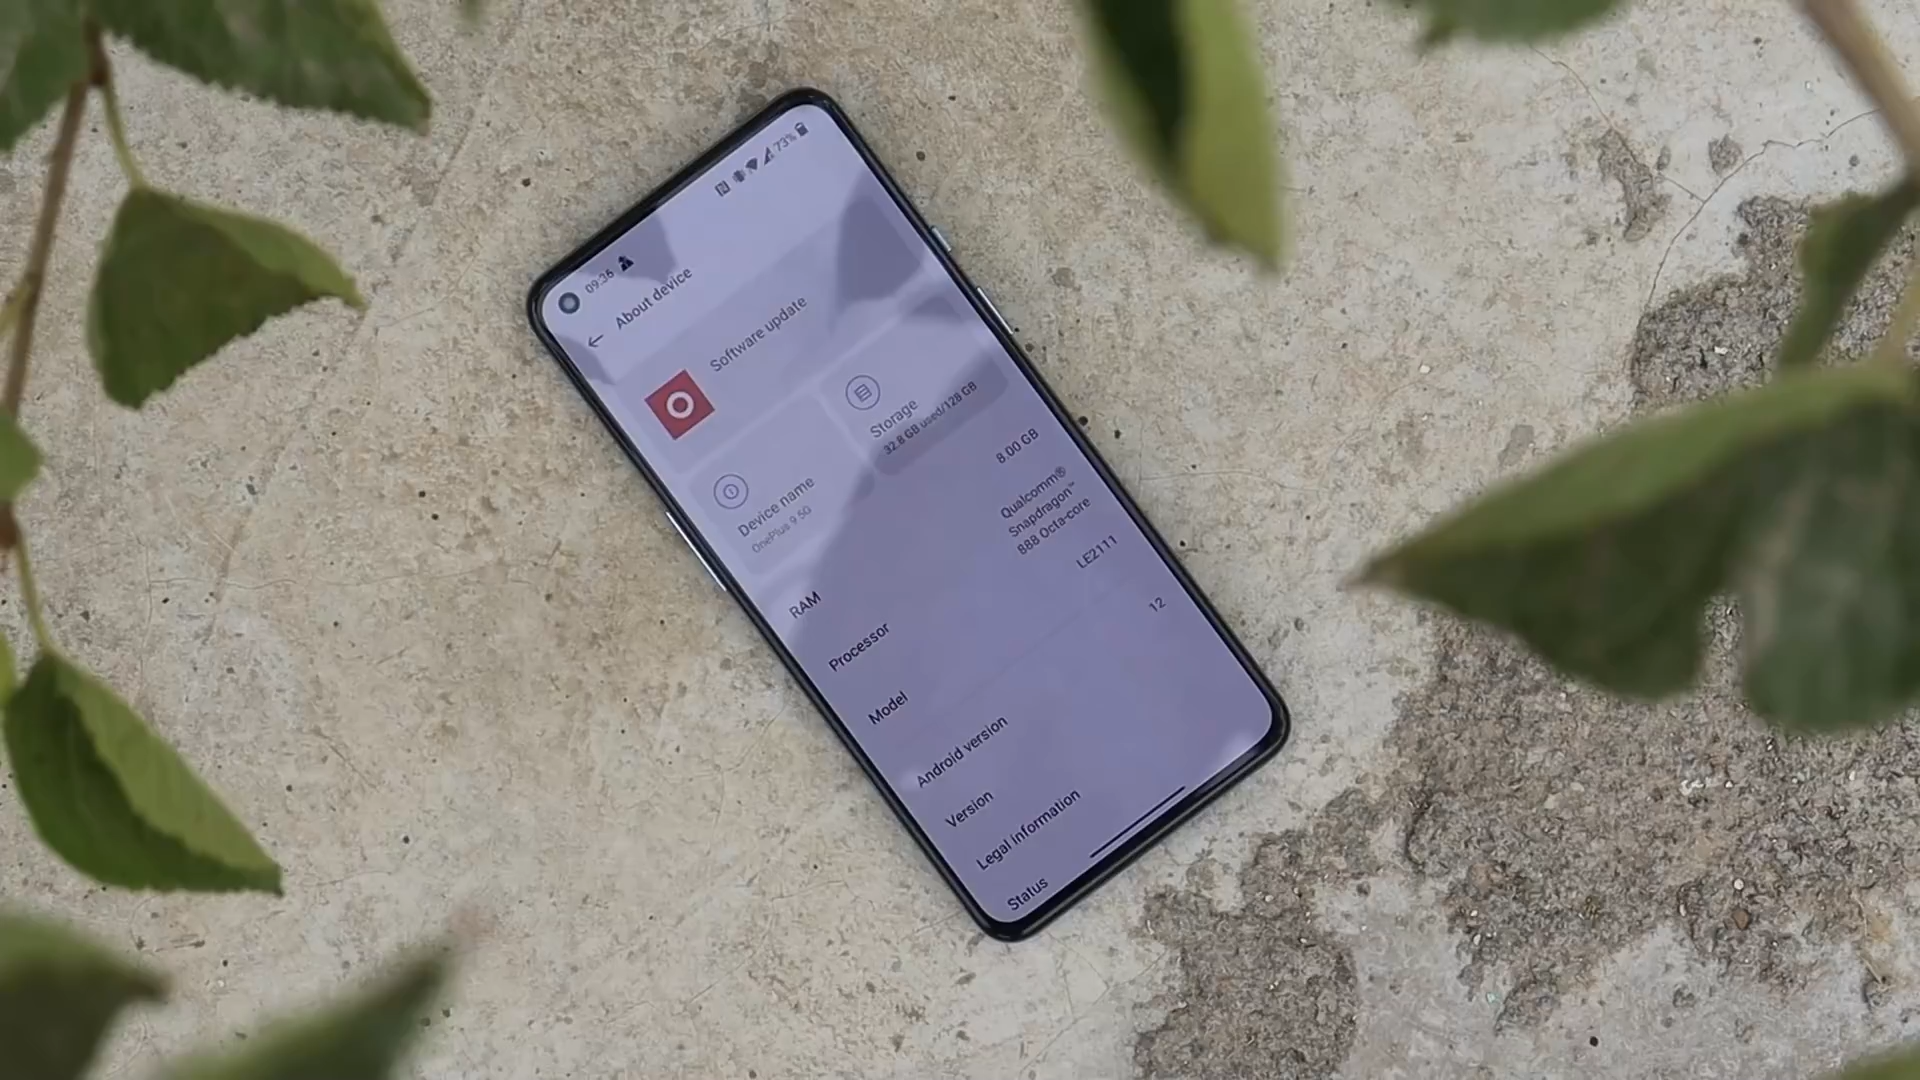 09:36
73%
About device
Software update
Device name
OnePlus 9 5G
Storage
32.8 GB used/128 GB
RAM
8.00 GB
Processor
Qualcomm®
Snapdragon™
888 Octa-core
Model
LE2111
Android version
12
Version
Legal information
Status